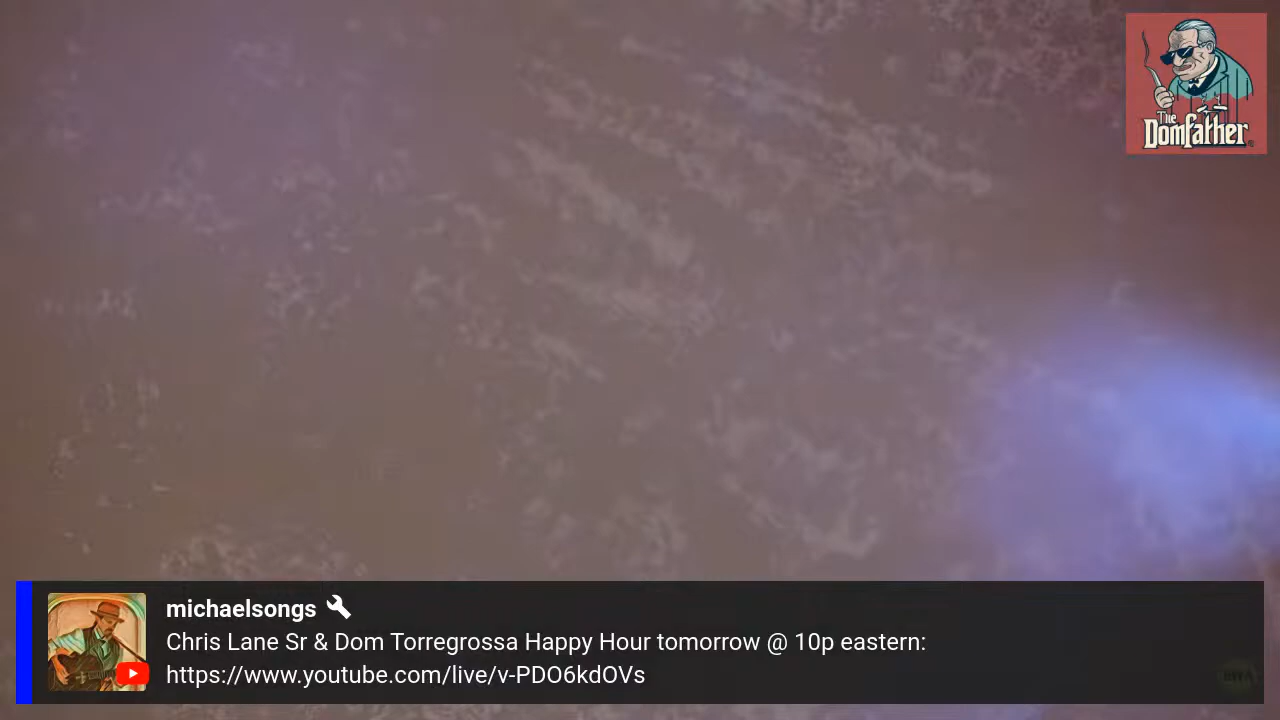 The
Domfather
michaelsongs
Chris Lane Sr & Dom Torregrossa Happy Hour tomorrow @ 10p eastern:
https://www.youtube.com/live/v-PDO6kdOVs